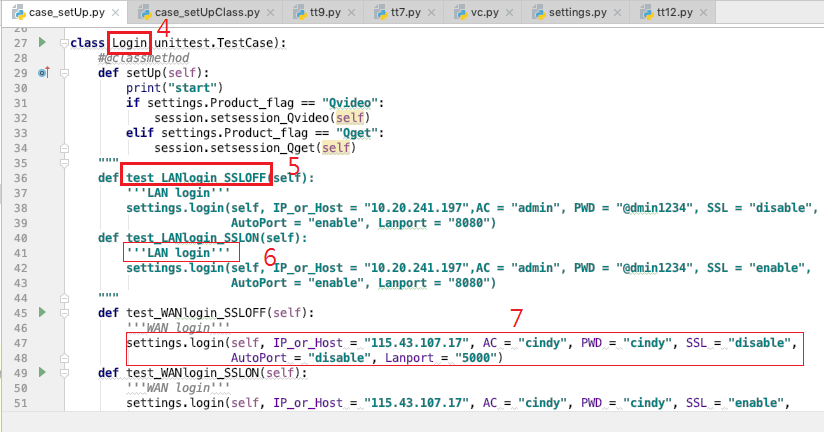 case_setUp.py case_setUpClass.py tt9.py tt7.py vc.py settings.py tt12.py
4
27 class Login(unittest.TestCase):
28 #@classmethod
29 def setUp(self):
30 print("start")
31 if settings.Product_flag == "Qvideo":
32 session.setsession_Qvideo(self)
33 elif settings.Product_flag == "Qget":
34 session.setsession_Qget(self)
35 """
5
36 def test_LANlogin_SSLOFF(self):
37 '''LAN login'''
38 settings.login(self, IP_or_Host = "10.20.241.197",AC = "admin", PWD = "@dmin1234", SSL = "disable",
39 AutoPort = "enable", Lanport = "8080")
40 def test_LANlogin_SSLON(self):
41 '''LAN login'''
6
42 settings.login(self, IP_or_Host = "10.20.241.197",AC = "admin", PWD = "@dmin1234", SSL = "enable",
43 AutoPort = "enable", Lanport = "8080")
44 """
45 def test_WANlogin_SSLOFF(self):
7
46 '''WAN login'''
47 settings.login(self, IP_or_Host = "115.43.107.17", AC = "cindy", PWD = "cindy", SSL = "disable",
48 AutoPort = "disable", Lanport = "5000")
49 def test_WANlogin_SSLON(self):
50 '''WAN login'''
51 settings.login(self, IP_or_Host = "115.43.107.17", AC = "cindy", PWD = "cindy", SSL = "enable",